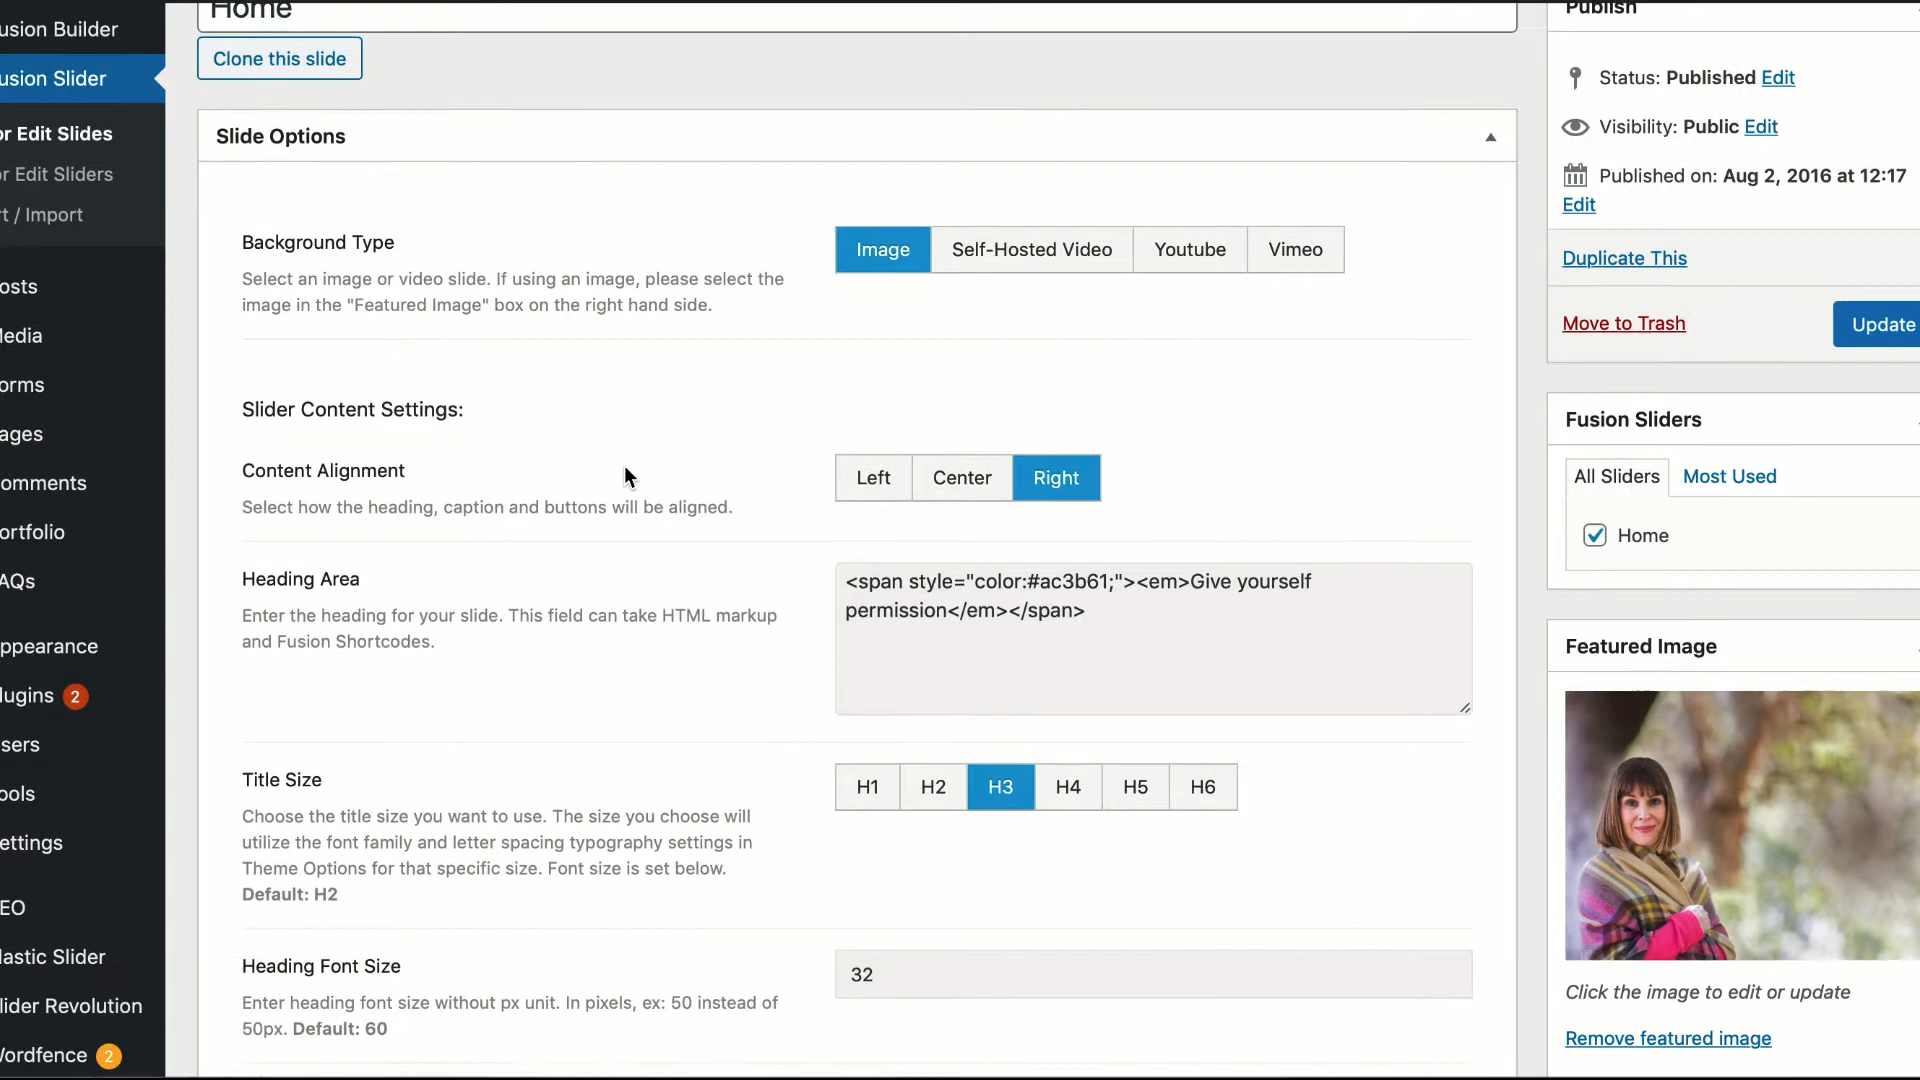 usion Builder
usion Slider
or Edit Slides
or Edit Sliders
rt / Import
osts
Media
orms
ages
omments
ortfolio
AQs
ppearance
lugins 2
sers
ools
ettings
EO
lastic Slider
lider Revolution
Wordfence 2
Home
Clone this slide
Slide Options
Background Type
Select an image or video slide. If using an image, please select the
image in the "Featured Image" box on the right hand side.
Image Self-Hosted Video Youtube Vimeo
Slider Content Settings:
Content Alignment
Select how the heading, caption and buttons will be aligned.
Left Center Right
Heading Area
Enter the heading for your slide. This field can take HTML markup
and Fusion Shortcodes.
<span style="color:#ac3b61;"><em>Give yourself
permission</em></span>
Title Size
Choose the title size you want to use. The size you choose will
utilize the font family and letter spacing typography settings in
Theme Options for that specific size. Font size is set below.
Default: H2
H1 H2 H3 H4 H5 H6
Heading Font Size
Enter heading font size without px unit. In pixels, ex: 50 instead of
50px. Default: 60
32
Publish
Status: Published Edit
Visibility: Public Edit
Published on: Aug 2, 2016 at 12:17
Edit
Duplicate This
Move to Trash
Update
Fusion Sliders
All Sliders Most Used
Home
Featured Image
Click the image to edit or update
Remove featured image